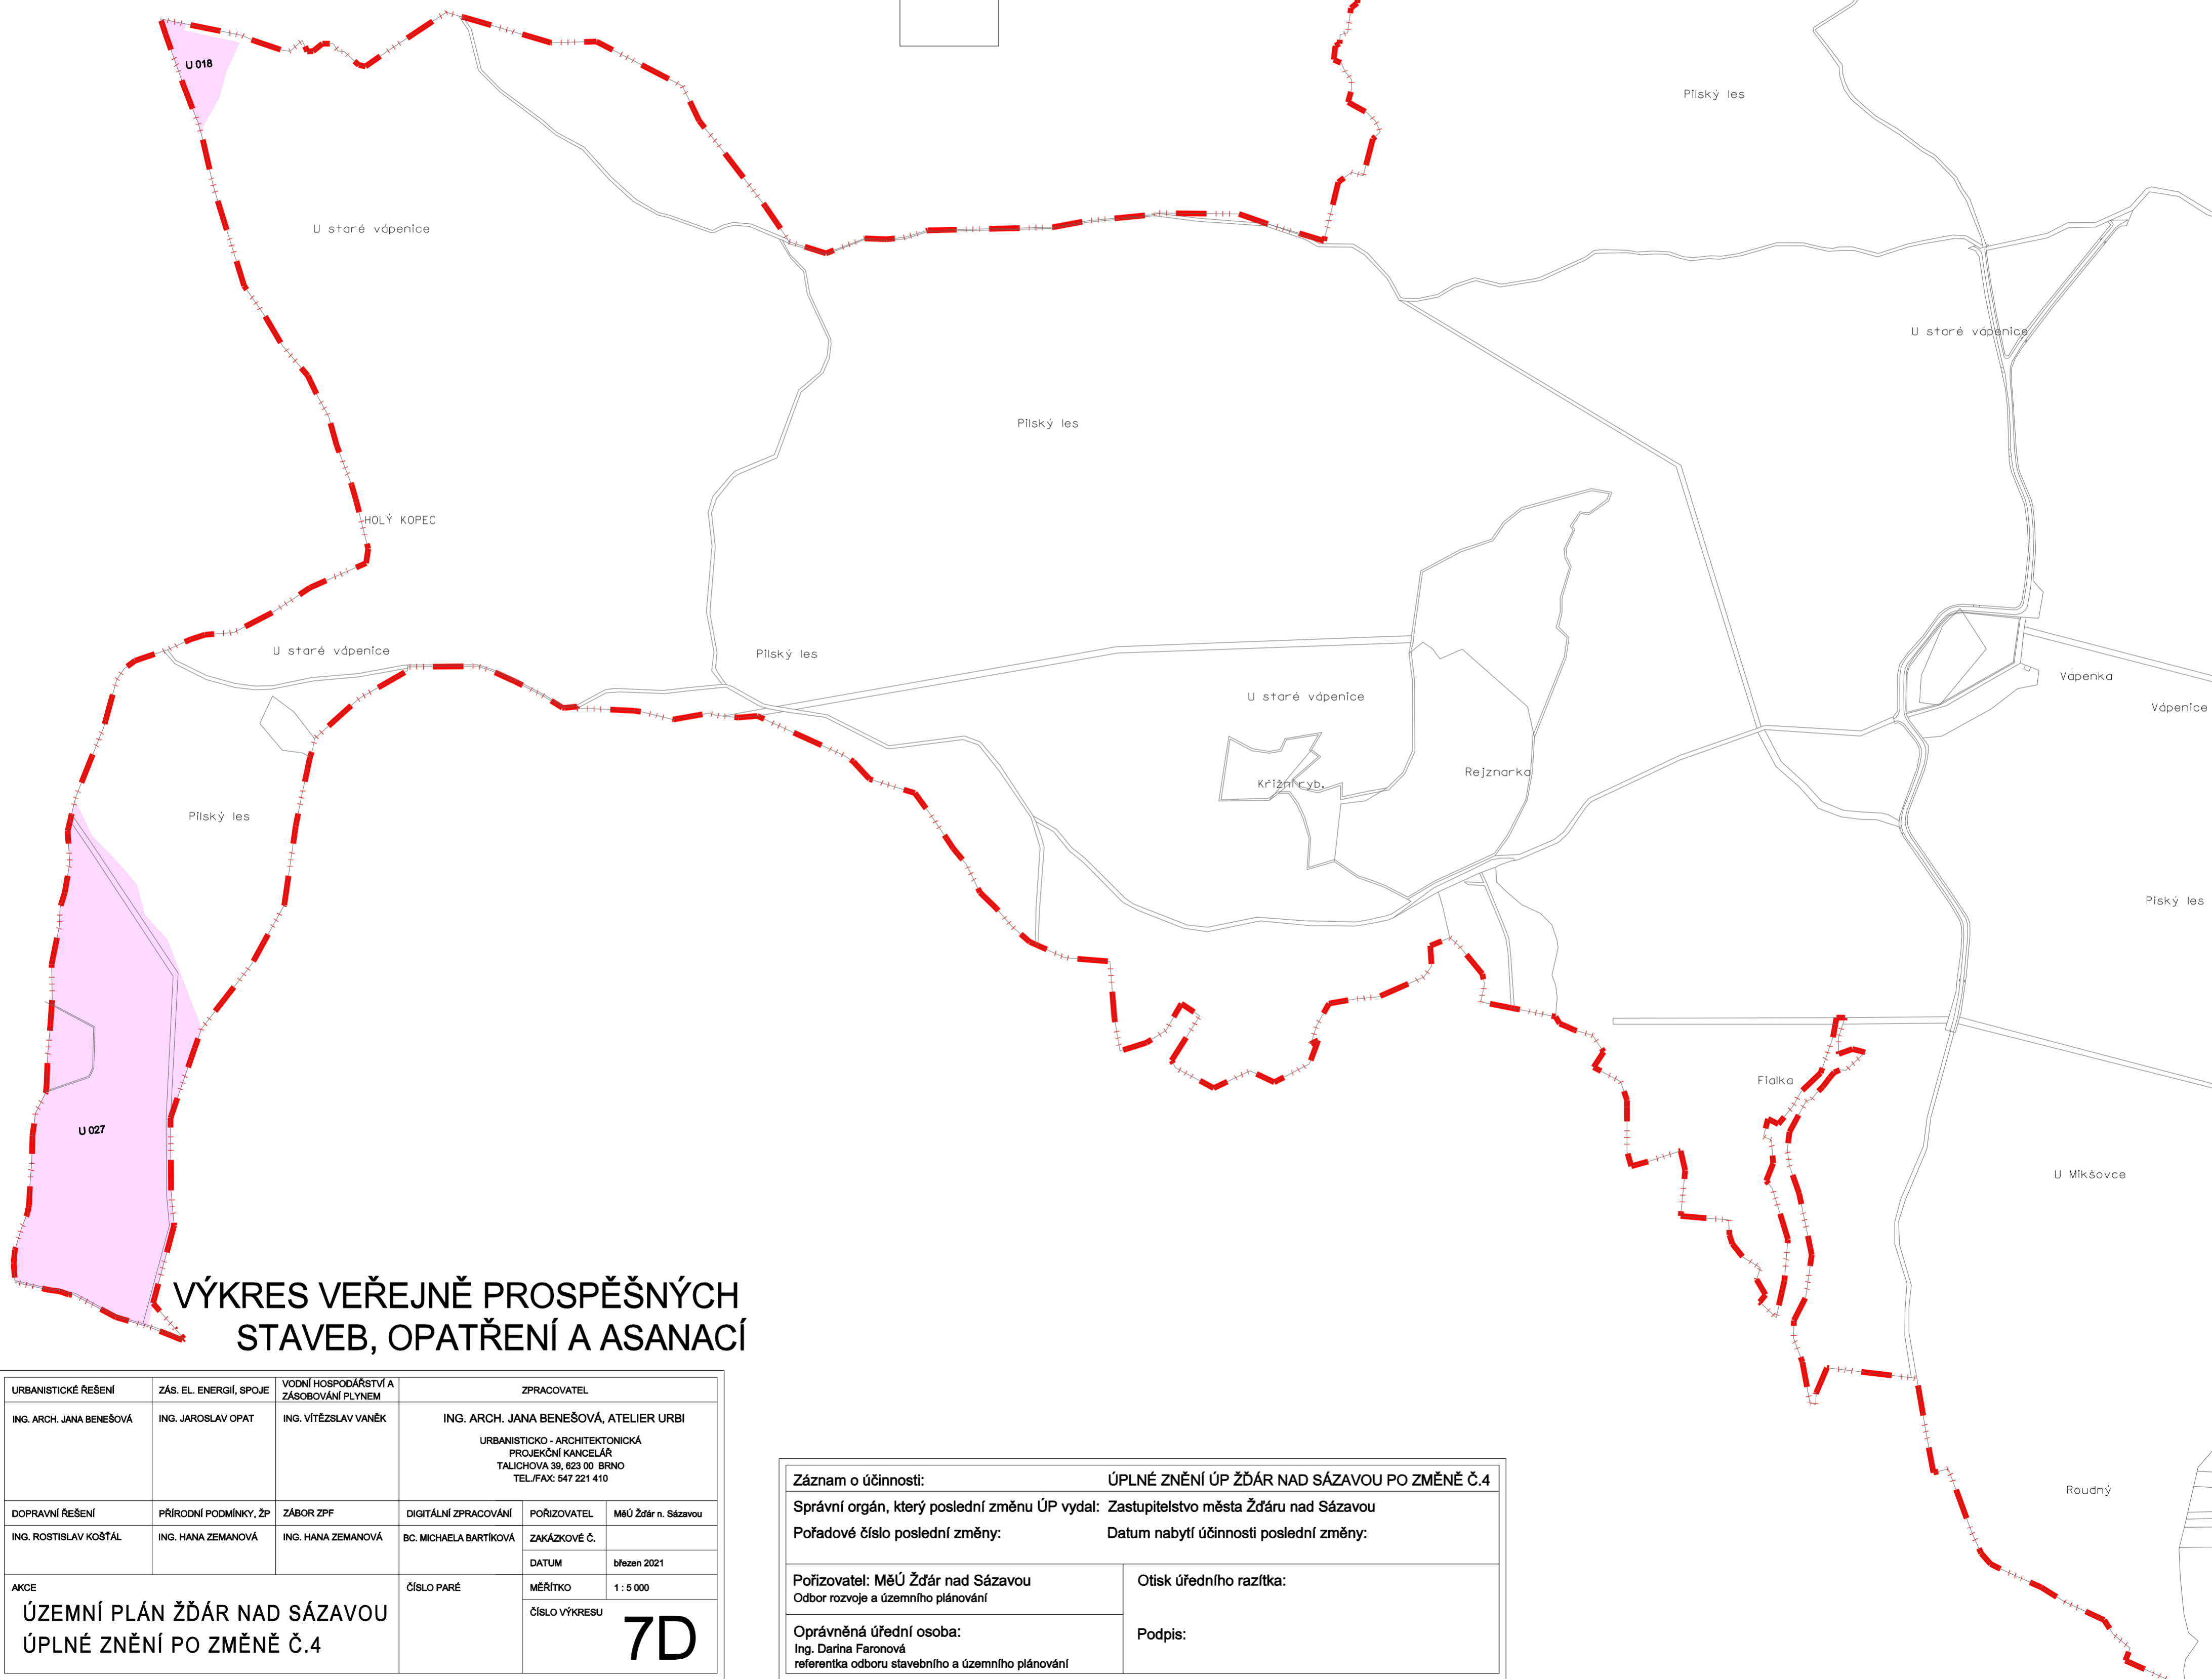 U 018
Pilský les
U staré vápenice
U staré vápenice
Pilský les
HOLÝ KOPEC
U staré vápenice
Pilský les
U staré vápenice
Vápenka
Vápenice
Křižní ryb.
Rejznarka
Pilský les
Piský les
Fialka
U 027
U Mikšovce
Roudný
VÝKRES VEŘEJNĚ PROSPĚŠNÝCH
STAVEB, OPATŘENÍ A ASANACÍ
URBANISTICKÉ ŘEŠENÍ
ING. ARCH. JANA BENEŠOVÁ
ZÁS. EL. ENERGIÍ, SPOJE
ING. JAROSLAV OPAT
VODNÍ HOSPODÁŘSTVÍ A
ZÁSOBOVÁNÍ PLYNEM
ING. VÍTĚZSLAV VANĚK
ZPRACOVATEL
ING. ARCH. JANA BENEŠOVÁ, ATELIER URBI
URBANISTICKO - ARCHITEKTONICKÁ
PROJEKČNÍ KANCELÁŘ
TALICHOVA 39, 623 00 BRNO
TEL./FAX: 547 221 410
DOPRAVNÍ ŘEŠENÍ
ING. ROSTISLAV KOŠŤÁL
PŘÍRODNÍ PODMÍNKY, ŽP
ING. HANA ZEMANOVÁ
ZÁBOR ZPF
ING. HANA ZEMANOVÁ
DIGITÁLNÍ ZPRACOVÁNÍ
BC. MICHAELA BARTÍKOVÁ
POŘIZOVATEL
MěÚ Žďár n. Sázavou
ZAKÁZKOVÉ Č.
DATUM
březen 2021
AKCE
ÚZEMNÍ PLÁN ŽĎÁR NAD SÁZAVOU
ÚPLNÉ ZNĚNÍ PO ZMĚNĚ Č.4
ČÍSLO PARÉ
MĚŘÍTKO
1 : 5 000
ČÍSLO VÝKRESU
7D
Záznam o účinnosti:
ÚPLNÉ ZNĚNÍ ÚP ŽĎÁR NAD SÁZAVOU PO ZMĚNĚ Č.4
Správní orgán, který poslední změnu ÚP vydal: Zastupitelstvo města Žďáru nad Sázavou
Pořadové číslo poslední změny:
Datum nabytí účinnosti poslední změny:
Pořizovatel: MěÚ Žďár nad Sázavou
Odbor rozvoje a územního plánování
Otisk úředního razítka:
Oprávněná úřední osoba:
Ing. Darina Faronová
referentka odboru stavebního a územního plánování
Podpis: